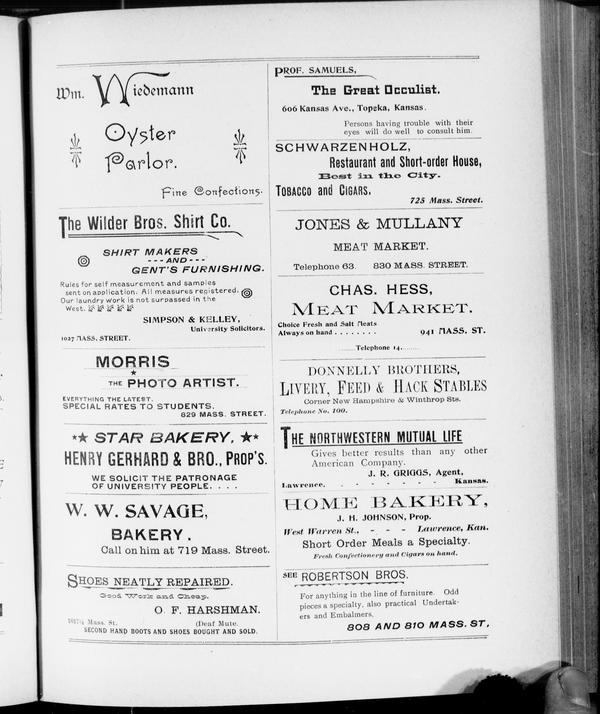 Wm. Wiedemann
Oyster
Parlor.
Fine Confections.
The Wilder Bros. Shirt Co.
SHIRT MAKERS
---AND---
GENT'S FURNISHING.
Rules for self measurement and samples
sent on application. All measures registered.
Our laundry work is not surpassed in the
West.
SIMPSON & KELLEY,
University Solicitors.
1027 MASS. STREET.
MORRIS
THE PHOTO ARTIST.
EVERYTHING THE LATEST.
SPECIAL RATES TO STUDENTS.
829 MASS. STREET.
STAR BAKERY,
HENRY GERHARD & BRO., PROP'S.
WE SOLICIT THE PATRONAGE
OF UNIVERSITY PEOPLE. . . .
W. W. SAVAGE,
BAKERY.
Call on him at 719 Mass. Street.
SHOES NEATLY REPAIRED.
Good Work and Cheap.
O. F. HARSHMAN.
Mass. St. (Deaf Mute.
SECOND HAND BOOTS AND SHOES BOUGHT AND SOLD.
PROF. SAMUELS,
The Great Occulist.
606 Kansas Ave., Topeka, Kansas.
Persons having trouble with their
eyes will do well to consult him.
SCHWARZENHOLZ,
Restaurant and Short-order House,
Best in the City.
TOBACCO and CIGARS,
725 Mass. Street.
JONES & MULLANY
MEAT MARKET.
Telephone 63. 830 MASS. STREET.
CHAS. HESS,
MEAT MARKET.
Choice Fresh and Salt Meats
Always on hand . . . . . . . . 941 MASS. ST.
Telephone 14.
DONNELLY BROTHERS,
LIVERY, FEED & HACK STABLES
Corner New Hampshire & Winthrop Sts.
Telephone No. 100.
THE NORTHWESTERN MUTUAL LIFE
Gives better results than any other
American Company.
J. R. GRIGGS, Agent,
Lawrence, - - - - - - - Kansas.
HOME BAKERY,
J. H. JOHNSON, Prop.
West Warren St., - - - Lawrence, Kan.
Short Order Meals a Specialty.
Fresh Confectionery and Cigars on hand.
SEE ROBERTSON BROS.
For anything in the line of furniture. Odd
pieces a specialty, also practical Undertak-
ers and Embalmers.
808 AND 810 MASS. ST.